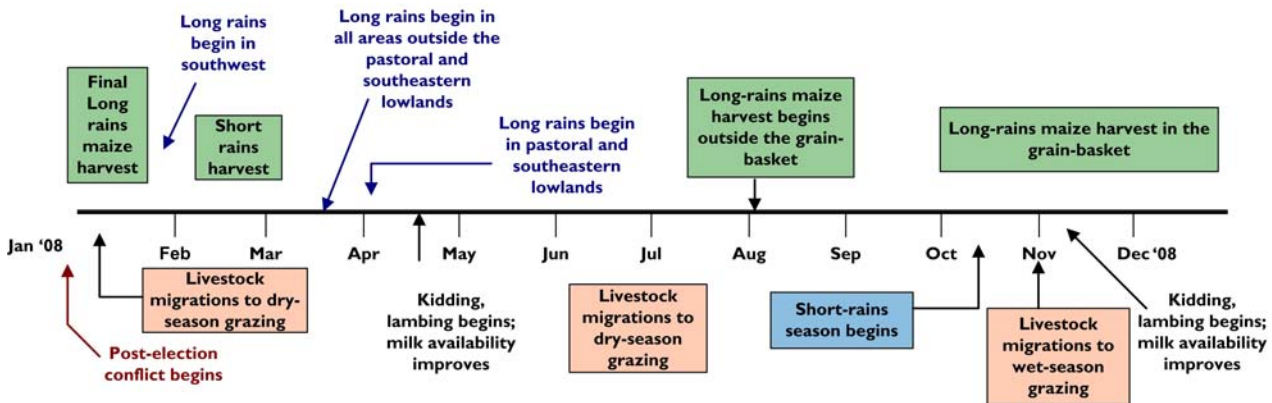 Long rains
begin in
southwest
Long rains begin in
all areas outside the
pastoral and
southeastern
lowlands
Final
Long
rains
maize
harvest
Short
rains
harvest
Long rains begin
in pastoral and
southeastern
lowlands
Long-rains maize
harvest begins
outside the grain-
basket
Long-rains maize harvest in the
grain-basket
Jan ‘08
Feb
Mar
Apr
May
Jun
Jul
Aug
Sep
Oct
Nov
Dec ‘08
Livestock
migrations to dry-
season grazing
Post-election
conflict begins
Kidding,
lambing begins;
milk availability
improves
Livestock
migrations to
dry-season
grazing
Short-rains
season begins
Livestock
migrations to
wet-season
grazing
Kidding,
lambing begins;
milk availability
improves